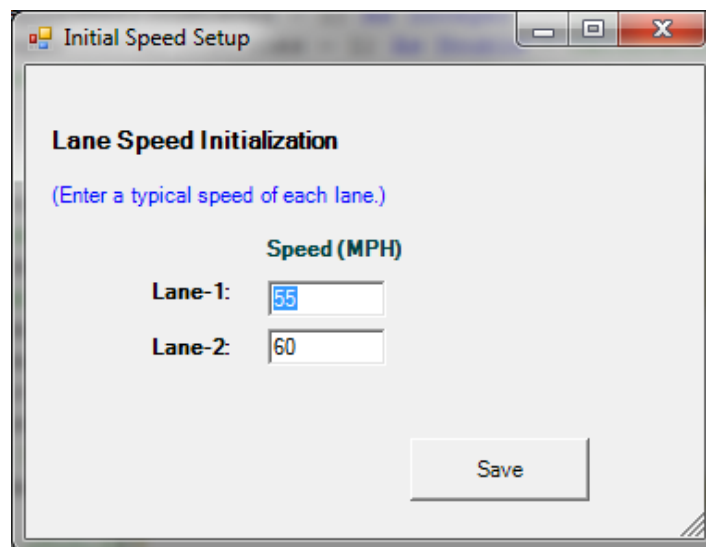 Initial Speed Setup
Lane Speed Initialization
(Enter a typical speed of each lane.)
Speed (MPH)
Lane-1: 55
Lane-2: 60
Save